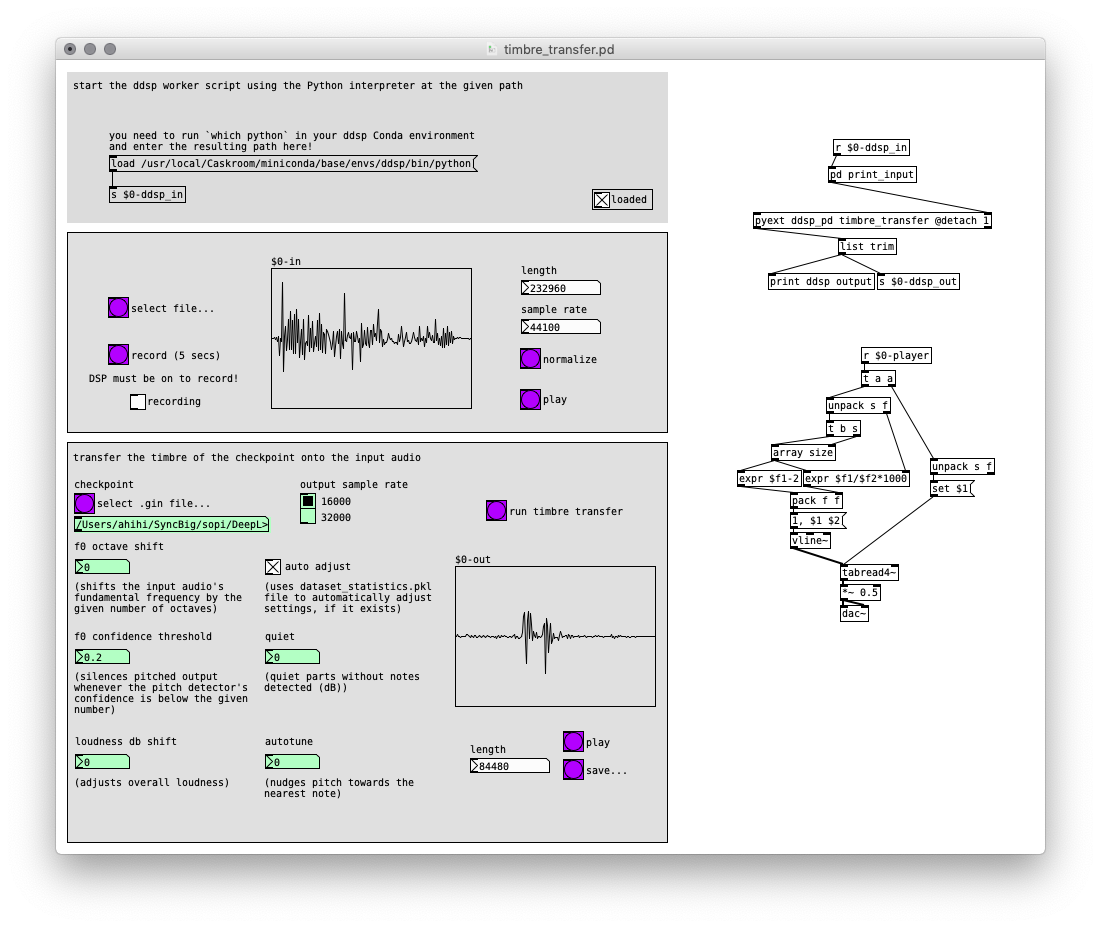 timbre_transfer.pd
start the ddsp worker script using the Python interpreter at the given path
you need to run `which python` in your ddsp Conda environment
and enter the resulting path here!
load /usr/local/Caskroom/miniconda/base/envs/ddsp/bin/python
s $0-ddsp_in
loaded
$0-in
select file...
record (5 secs)
DSP must be on to record!
recording
length
232960
sample rate
44100
normalize
play
transfer the timbre of the checkpoint onto the input audio
checkpoint
select .gin file...
/Users/ahihi/SyncBig/sopi/DeepL>
output sample rate
16000
32000
run timbre transfer
f0 octave shift
0
(shifts the input audio's
fundamental frequency by the
given number of octaves)
auto adjust
(uses dataset_statistics.pkl
file to automatically adjust
settings, if it exists)
f0 confidence threshold
0.2
(silences pitched output
whenever the pitch detector's
confidence is below the given
number)
quiet
0
(quiet parts without notes
detected (dB))
loudness db shift
0
(adjusts overall loudness)
autotune
0
(nudges pitch towards the
nearest note)
$0-out
length
84480
play
save...
r $0-ddsp_in
pd print_input
pyext ddsp_pd timbre_transfer @detach 1
list trim
print ddsp output
s $0-ddsp_out
r $0-player
t a a
unpack s f
t b s
array size
expr $f1-2
expr $f1/$f2*1000
unpack s f
set $1
pack f f
1, $1 $2
vline~
tabread4~
*~ 0.5
dac~